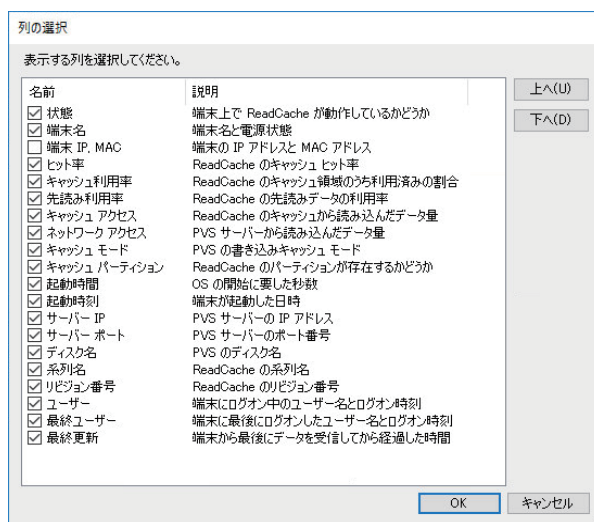 列の選択
表示する列を選択してください。
名前 説明
状態 端末上で ReadCache が動作しているかどうか
端末名 端末名と電源状態
端末 IP, MAC 端末の IP アドレスと MAC アドレス
ヒット率 ReadCache のキャッシュ ヒット率
キャッシュ利用率 ReadCache のキャッシュ領域のうち利用済みの割合
先読み利用率 ReadCache の先読みデータの利用率
キャッシュ アクセス ReadCache のキャッシュから読み込んだデータ量
ネットワーク アクセス PVS サーバーから読み込んだデータ量
キャッシュ モード PVS の書き込みキャッシュ モード
キャッシュ パーティション ReadCache のパーティションが存在するかどうか
起動時間 OS の開始に要した秒数
起動時刻 端末が起動した日時
サーバー IP PVS サーバーの IP アドレス
サーバー ポート PVS サーバーのポート番号
ディスク名 PVS のディスク名
系列名 ReadCache の系列名
リビジョン番号 ReadCache のリビジョン番号
ユーザー 端末にログオン中のユーザー名とログオン時刻
最終ユーザー 端末に最後にログオンしたユーザー名とログオン時刻
最終更新 端末から最後にデータを受信してから経過した時間
上へ(U)
下へ(D)
OK キャンセル